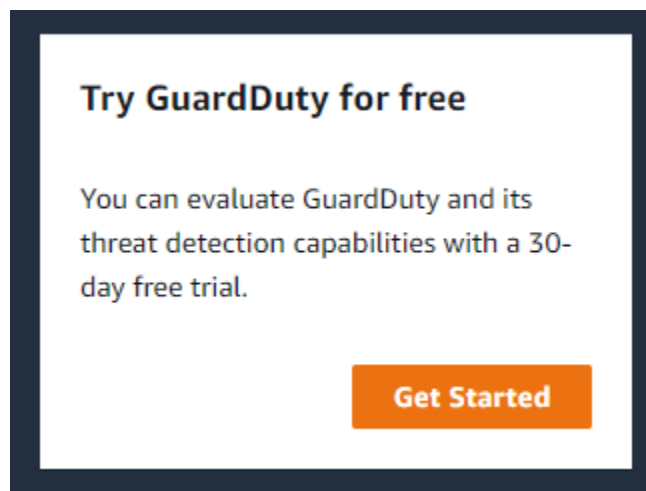 Try GuardDuty for free
You can evaluate GuardDuty and its
threat detection capabilities with a 30-
day free trial.
Get Started